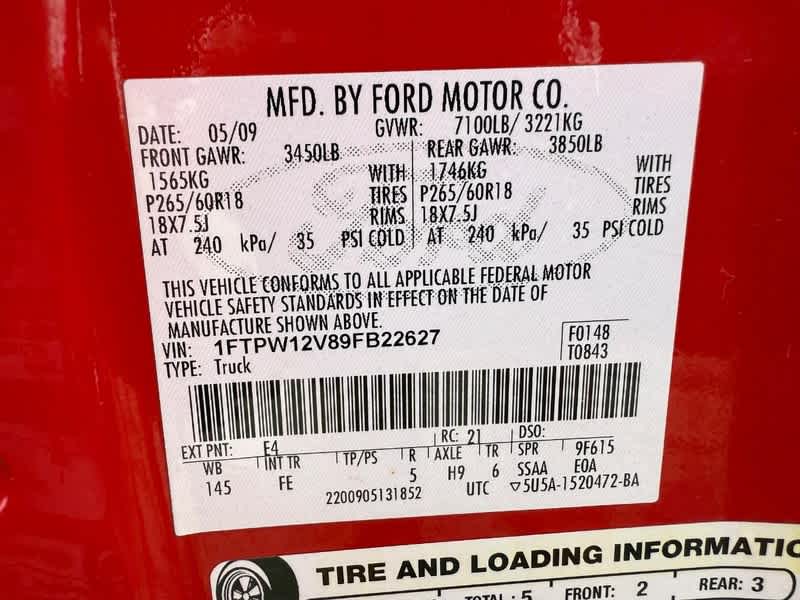 MFD. BY FORD MOTOR CO.
DATE: 05/09 GVWR: 7100LB/ 3221KG
FRONT GAWR: 3450LB REAR GAWR: 3850LB
1565KG WITH 1746KG WITH
P265/60R18 TIRES P265/60R18 TIRES
18X7.5J RIMS 18X7.5J RIMS
AT 240 kPa/ 35 PSI COLD AT 240 kPa/ 35 PSI COLD
THIS VEHICLE CONFORMS TO ALL APPLICABLE FEDERAL MOTOR
VEHICLE SAFETY STANDARDS IN EFFECT ON THE DATE OF
MANUFACTURE SHOWN ABOVE.
VIN: 1FTPW12V89FB22627 F0148
TYPE: Truck T0843
EXT PNT: E4 RC: 21 DSO:
WB INT TR TP/PS R AXLE TR SPR 9F615
145 FE 5 H9 6 SSAA EOA
2200905131852 UTC ▽5U5A-1520472-BA
TIRE AND LOADING INFORMATIO
TOTAL: 5 FRONT: 2 REAR: 3